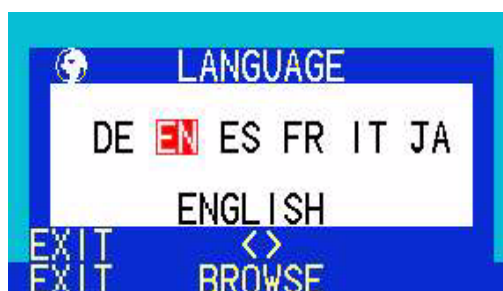 LANGUAGE
DE EN ES FR IT JA
ENGLISH
EXIT <>
EXIT BROWSE